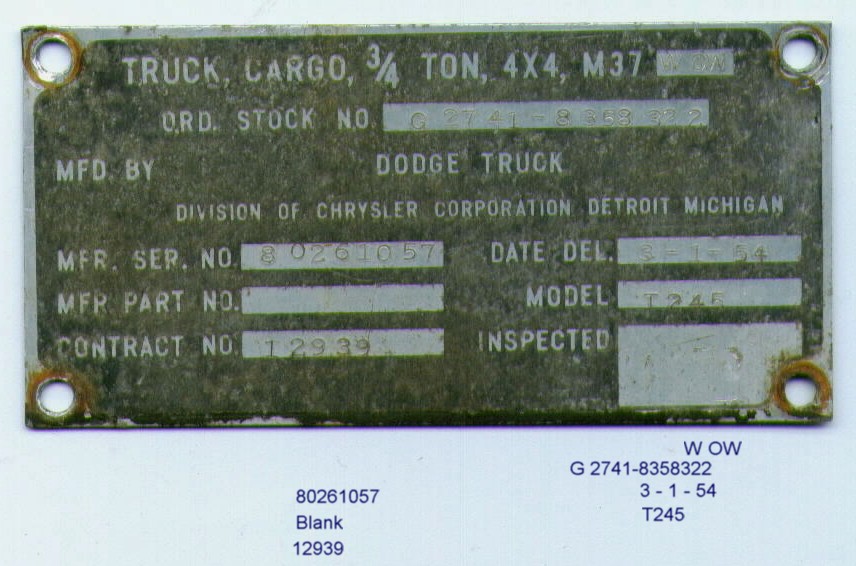 TRUCK, CARGO, 3/4 TON, 4X4, M37 W OW
ORD. STOCK NO. G 2741-8358322
MFD BY DODGE TRUCK
DIVISION OF CHRYSLER CORPORATION DETROIT MICHIGAN
MFR. SER. NO. 80261057 DATE DEL. 3-1-54
MFR PART NO. MODEL T245
CONTRACT NO. 12939 INSPECTED
W OW
G 2741-8358322
80261057 3 - 1 - 54
Blank T245
12939